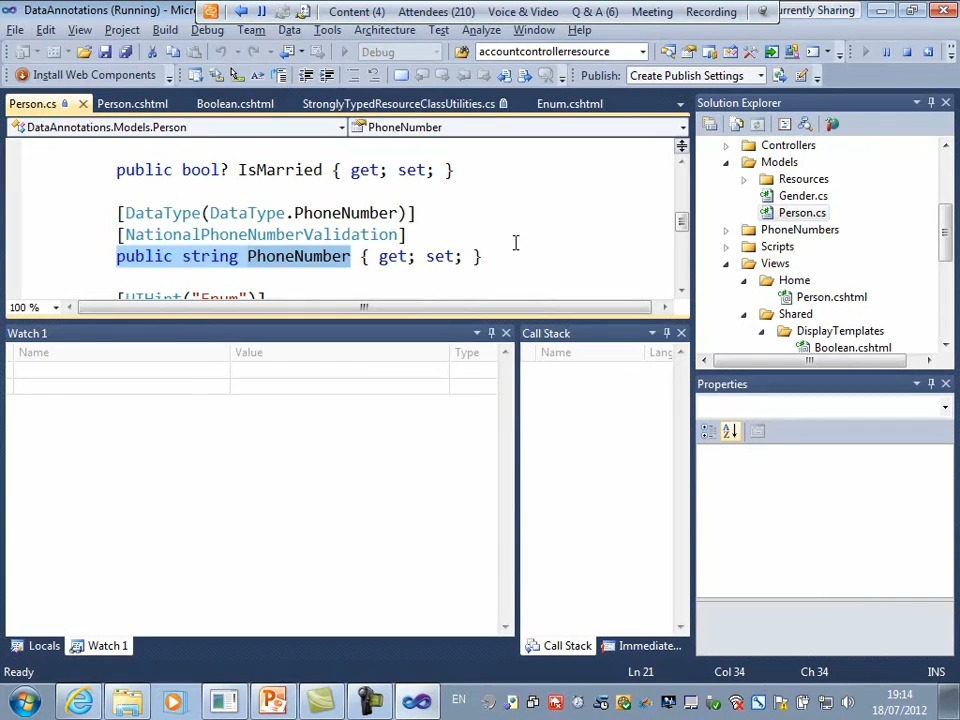 DataAnnotations (Running) - Micr
Content (4)
Attendees (210)
Voice & Video
Q & A (6)
Meeting
Recording
urrently Sharing
File
Edit
View
Project
Build
Debug
Team
Data
Tools
Architecture
Test
Analyze
Window
Help
Debug
accountcontrollerresource
Install Web Components
Publish:
Create Publish Settings
Person.cs
Person.cshtml
Boolean.cshtml
StronglyTypedResourceClassUtilities.cs
Enum.cshtml
DataAnnotations.Models.Person
PhoneNumber
public bool? IsMarried { get; set; }
[DataType(DataType.PhoneNumber)]
[NationalPhoneNumberValidation]
public string PhoneNumber { get; set; }
[UIHint("Enum")]
100 %
Watch 1
Name
Value
Type
Call Stack
Name
Lang
Locals
Watch 1
Call Stack
Immediate...
Solution Explorer
Controllers
Models
Resources
Gender.cs
Person.cs
PhoneNumbers
Scripts
Views
Home
Person.cshtml
Shared
DisplayTemplates
Boolean.cshtml
Properties
Ready
Ln 21
Col 34
Ch 34
INS
EN
19:14
18/07/2012